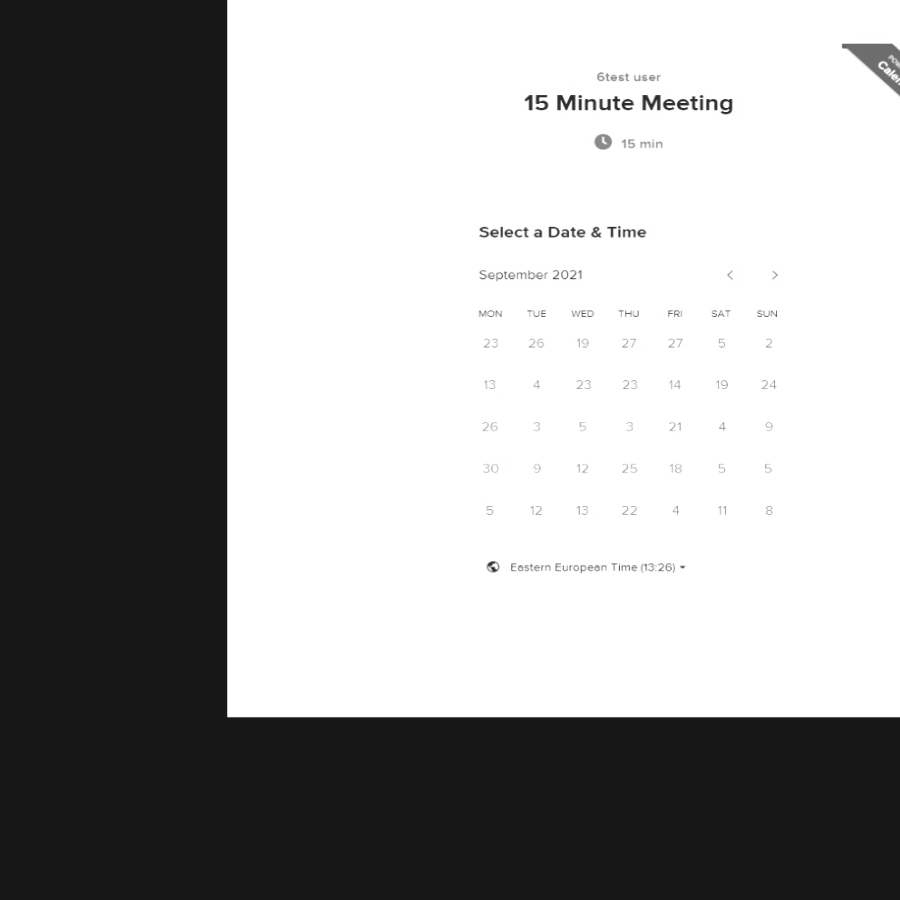 6test user
15 Minute Meeting
15 min
Select a Date & Time
September 2021
MON TUE WED THU FRI SAT SUN
23 26 19 27 27 5 2
13 4 23 23 14 19 24
26 3 5 3 21 4 9
30 9 12 25 18 5 5
5 12 13 22 4 11 8
Eastern European Time (13:26)